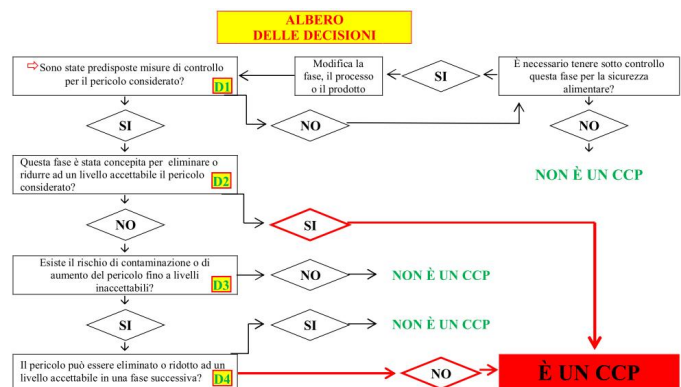 ALBERO
DELLE DECISIONI
⇨Sono state predisposte misure di controllo
per il pericolo considerato?
D1
Modifica la
fase, il processo
o il prodotto
SI
È necessario tenere sotto controllo
questa fase per la sicurezza
alimentare?
SI
NO
NO
NON È UN CCP
Questa fase è stata concepita per eliminare o
ridurre ad un livello accettabile il pericolo
considerato?
D2
NO
SI
Esiste il rischio di contaminazione o di
aumento del pericolo fino a livelli
inaccettabili?
D3
NO
NON È UN CCP
SI
SI
NON È UN CCP
Il pericolo può essere eliminato o ridotto ad un
livello accettabile in una fase successiva?
D4
NO
È UN CCP